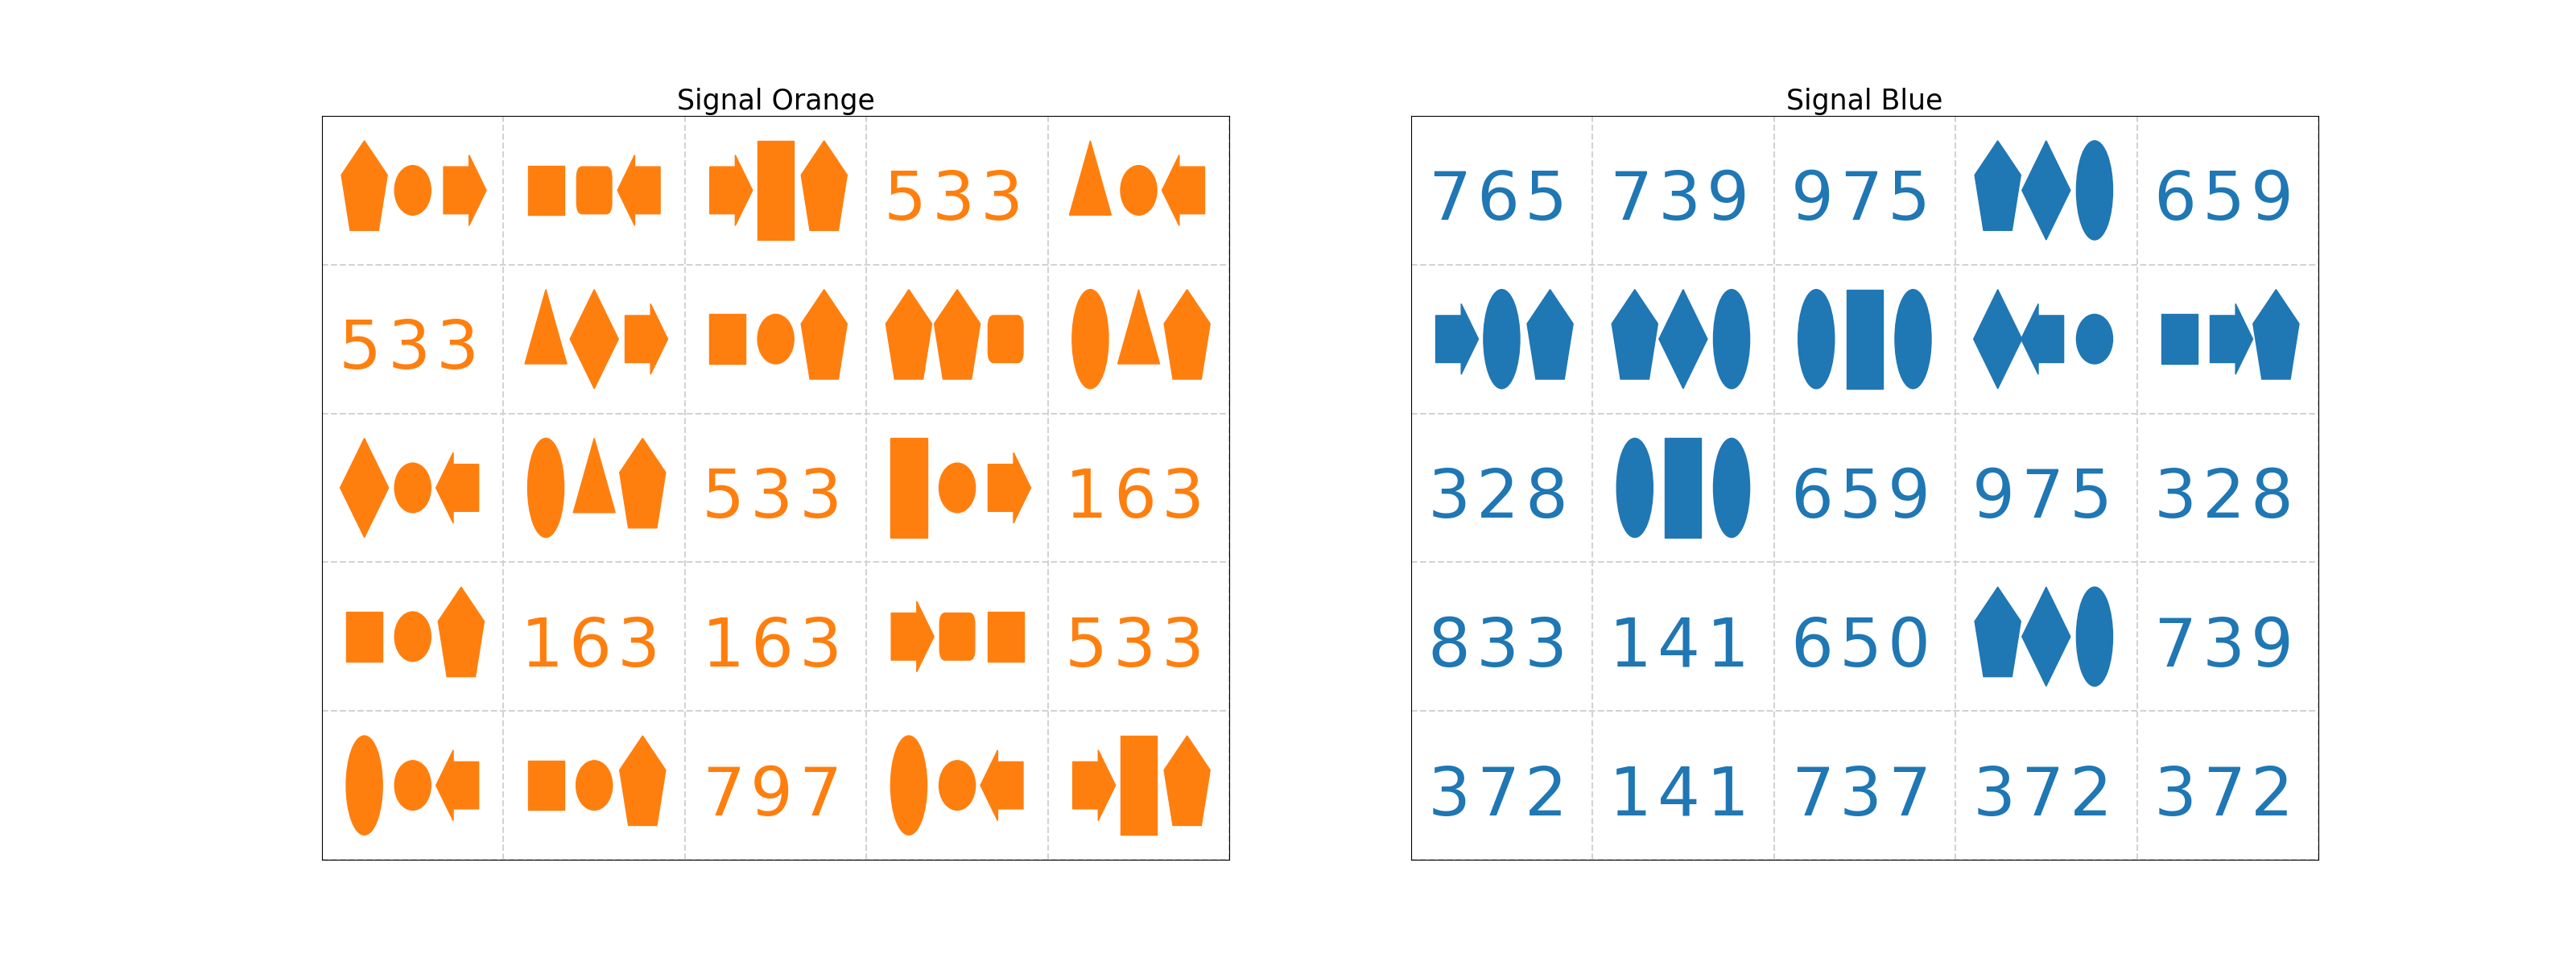 Signal Orange
533
533
533 163
163 163 533
797
Signal Blue
765 739 975 659
328 659 975 328
833 141 650 739
372 141 737 372 372